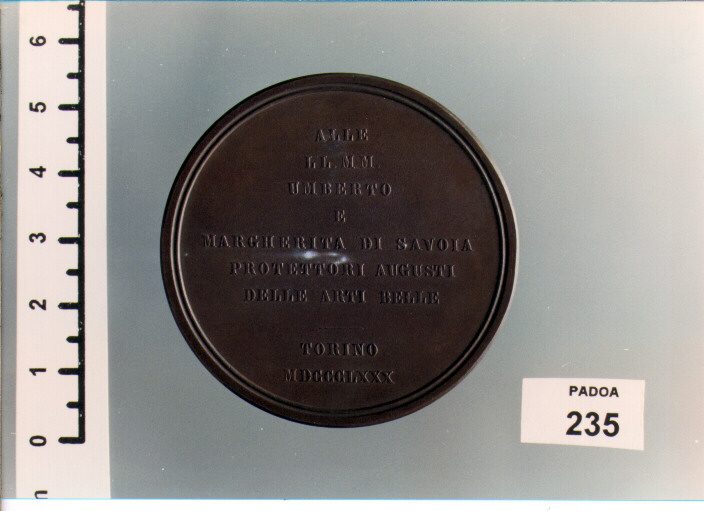 ALLE
LL. MM.
UMBERTO
E
MARGHERITA DI SAVOIA
PROTETTORI AUGUSTI
DELLE ARTI BELLE
TORINO
MDCCCLXXX
PADOA
235
6
5
4
3
2
1
0